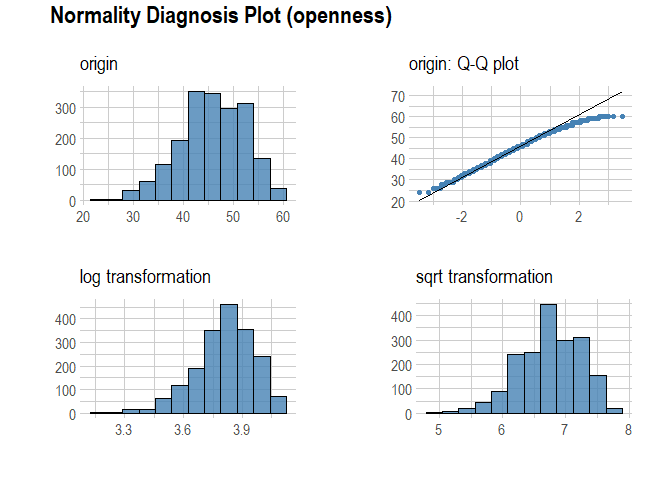 Normality Diagnosis Plot (openness)
origin
300
200
100
0
20 30 40 50 60
origin: Q-Q plot
70
60
50
40
30
20
-2 0 2
log transformation
400
300
200
100
0
3.3 3.6 3.9
sqrt transformation
400
300
200
100
0
5 6 7 8